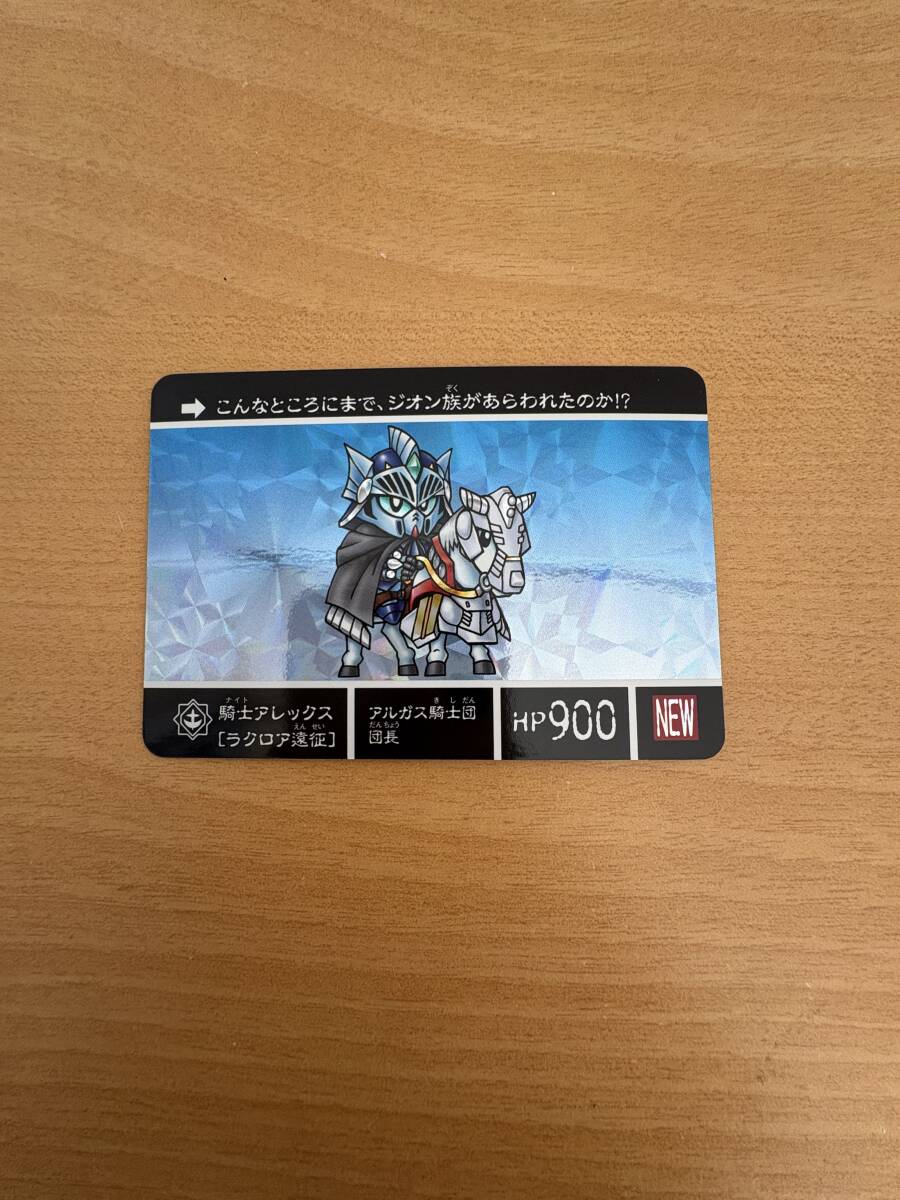 ➡ こんなところにまで、ジオン族があらわれたのか!?
ぞく
ナイト
騎士アレックス
えんせい
[ラクロア遠征]
きしだん
アルガス騎士団
だんちょう
団長
HP900
NEW